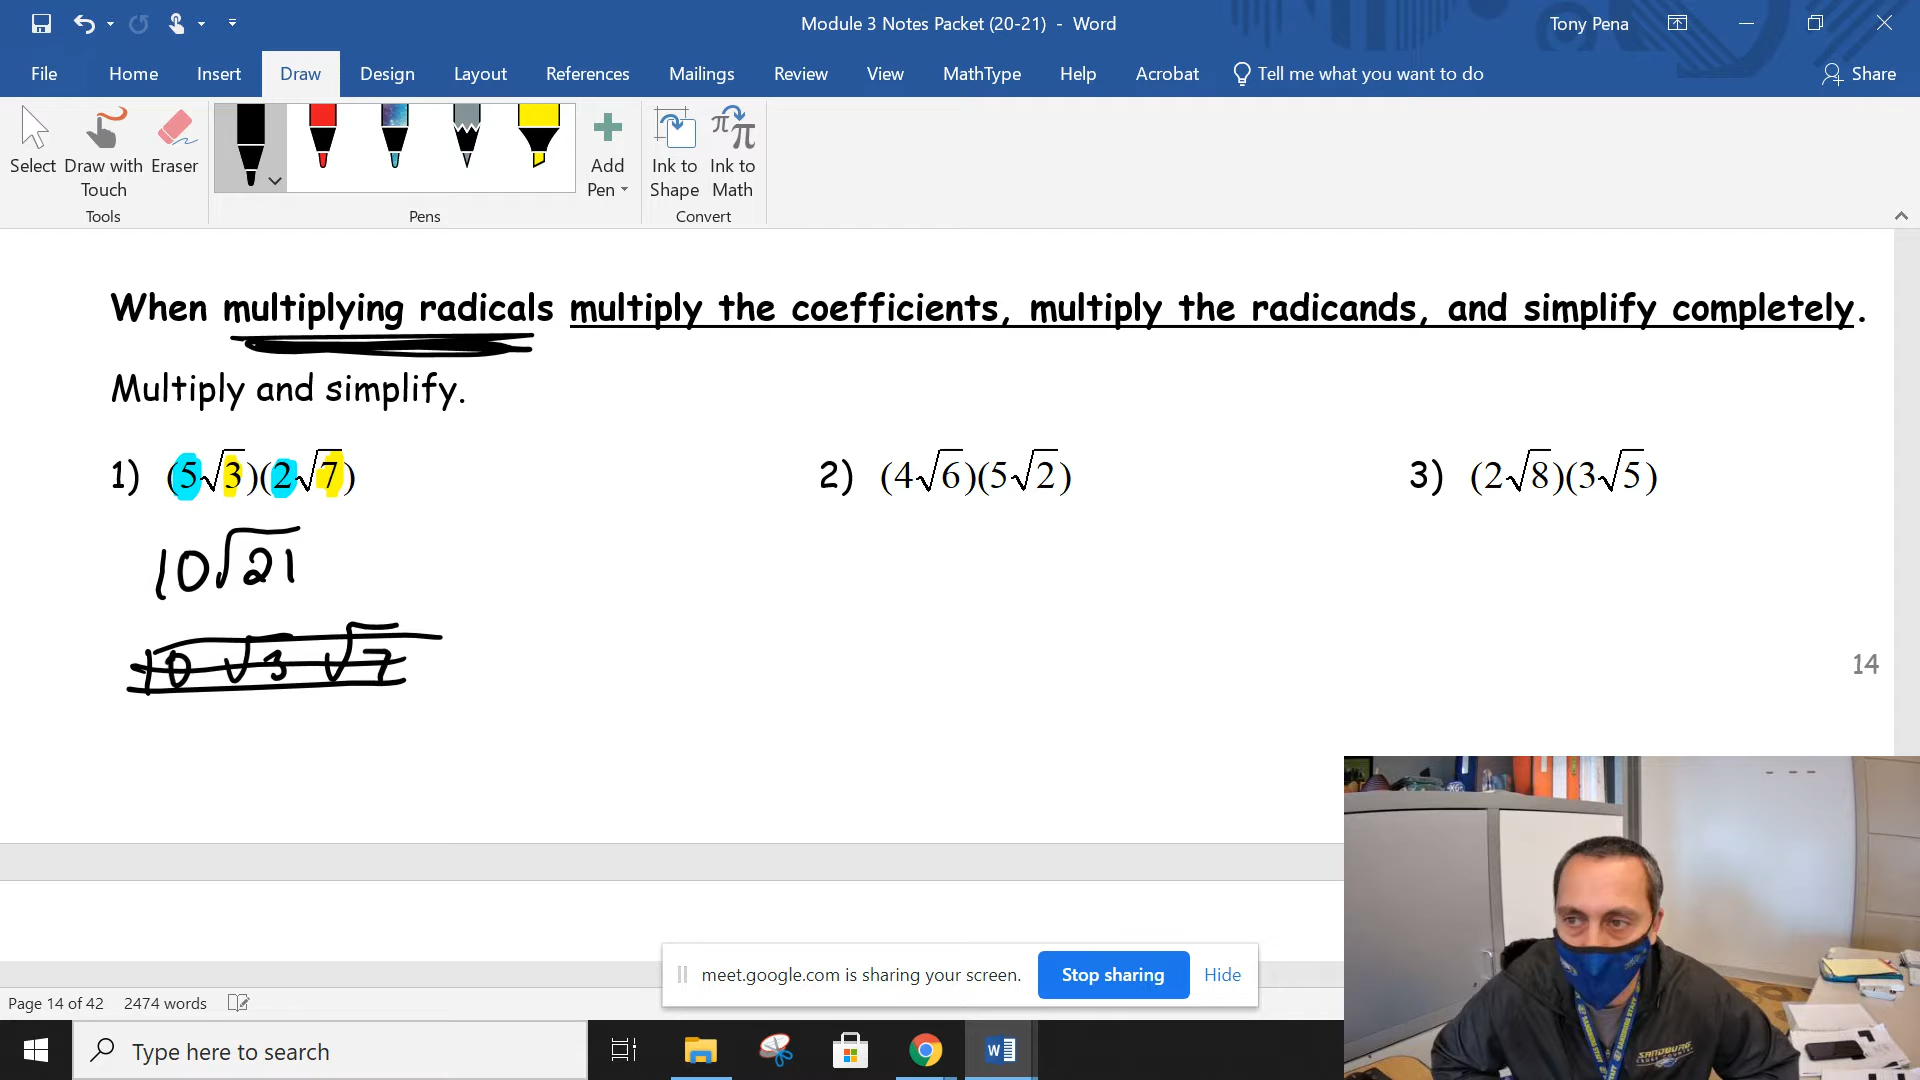 Module 3 Notes Packet (20-21) - Word
Tony Pena
File Home Insert Draw Design Layout References Mailings Review View MathType Help Acrobat Tell me what you want to do Share
Select
Draw with Touch
Eraser
Add Pen
Ink to Shape
Ink to Math
Tools
Pens
Convert
When multiplying radicals multiply the coefficients, multiply the radicands, and simplify completely.
Multiply and simplify.
1) (5√3)(2√7)
2) (4√6)(5√2)
3) (2√8)(3√5)
10√21
10 √3 √7
14
meet.google.com is sharing your screen. Stop sharing Hide
Page 14 of 42 2474 words
Type here to search
SANDBURG